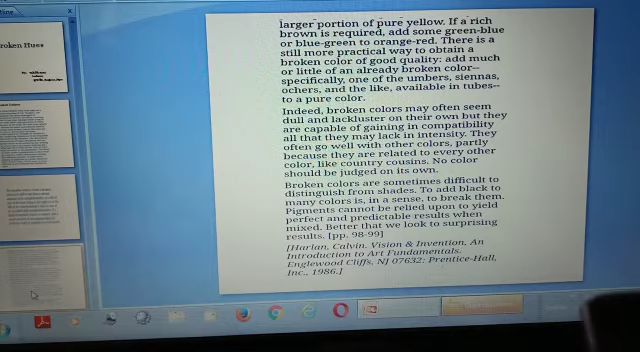 tline
x
roken Hues
larger portion of pure yellow. If a rich
brown is required, add some green-blue
or blue-green to orange-red. There is a
still more practical way to obtain a
broken color of good quality: add much
or little of an already broken color--
specifically, one of the umbers, siennas,
ochers, and the like, available in tubes--
to a pure color.
Indeed, broken colors may often seem
dull and lackluster on their own but they
are capable of gaining in compatibility
all that they may lack in intensity. They
often go well with other colors, partly
because they are related to every other
color, like country cousins. No color
should be judged on its own.
Broken colors are sometimes difficult to
distinguish from shades. To add black to
many colors is, in a sense, to break them.
Pigments cannot be relied upon to yield
perfect and predictable results when
mixed. Better that we look to surprising
results. [pp. 98-99]
[Harlan, Calvin. Vision & Invention, An
Introduction to Art Fundamentals.
Englewood Cliffs, NJ 07632: Prentice-Hall,
Inc., 1986.]